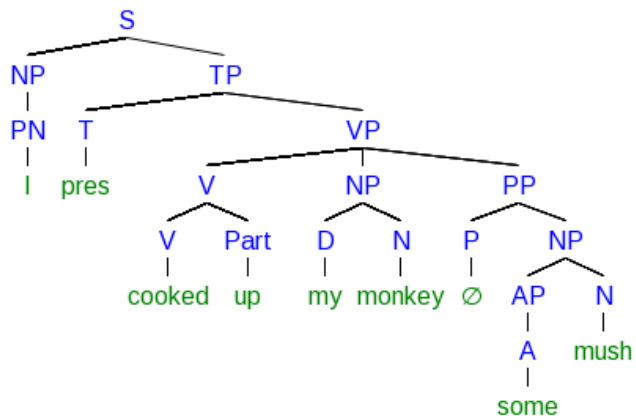 S
NP TP
PN T VP
I pres V NP PP
V Part D N P NP
cooked up my monkey ∅ AP N
A mush
some